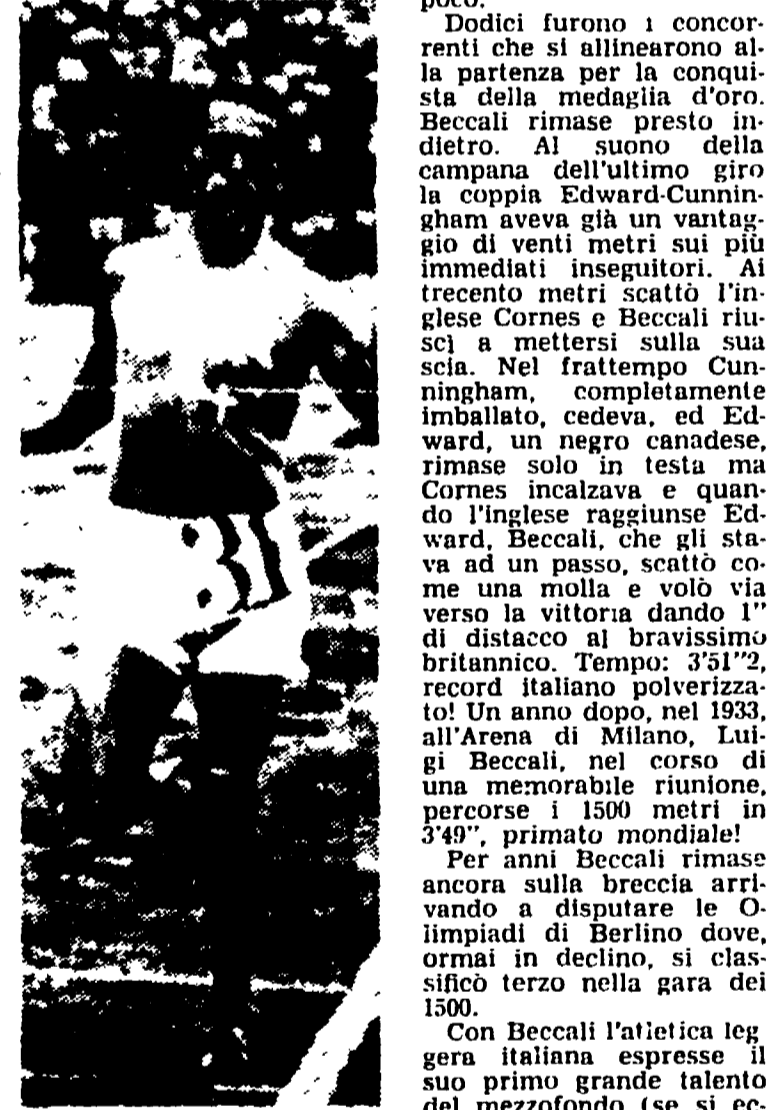 poco.
Dodici furono i concor-
renti che si allinearono al-
la partenza per la conqui-
sta della medaglia d'oro.
Beccali rimase presto in-
dietro. Al suono della
campana dell'ultimo giro
la coppia Edward-Cunnin-
gham aveva già un vantag-
gio di venti metri sui più
immediati inseguitori. Ai
trecento metri scattò l'in-
glese Cornes e Beccali riu-
scì a mettersi sulla sua
scia. Nel frattempo Cun-
ningham, completamente
imballato, cedeva, ed Ed-
ward, un negro canadese,
rimase solo in testa ma
Cornes incalzava e quan-
do l'inglese raggiunse Ed-
ward, Beccali, che gli sta-
va ad un passo, scattò co-
me una molla e volò via
verso la vittoria dando 1"
di distacco al bravissimo
britannico. Tempo: 3'51"2,
record italiano polverizza-
to! Un anno dopo, nel 1933,
all'Arena di Milano, Lui-
gi Beccali, nel corso di
una memorabile riunione,
percorse i 1500 metri in
3'49", primato mondiale!
Per anni Beccali rimase
ancora sulla breccia arri-
vando a disputare le O-
limpiadi di Berlino dove,
ormai in declino, si clas-
sificò terzo nella gara dei
1500.
Con Beccali l'atletica leg
gera italiana espresse il
suo primo grande talento
del mezzofondo (se si ec-